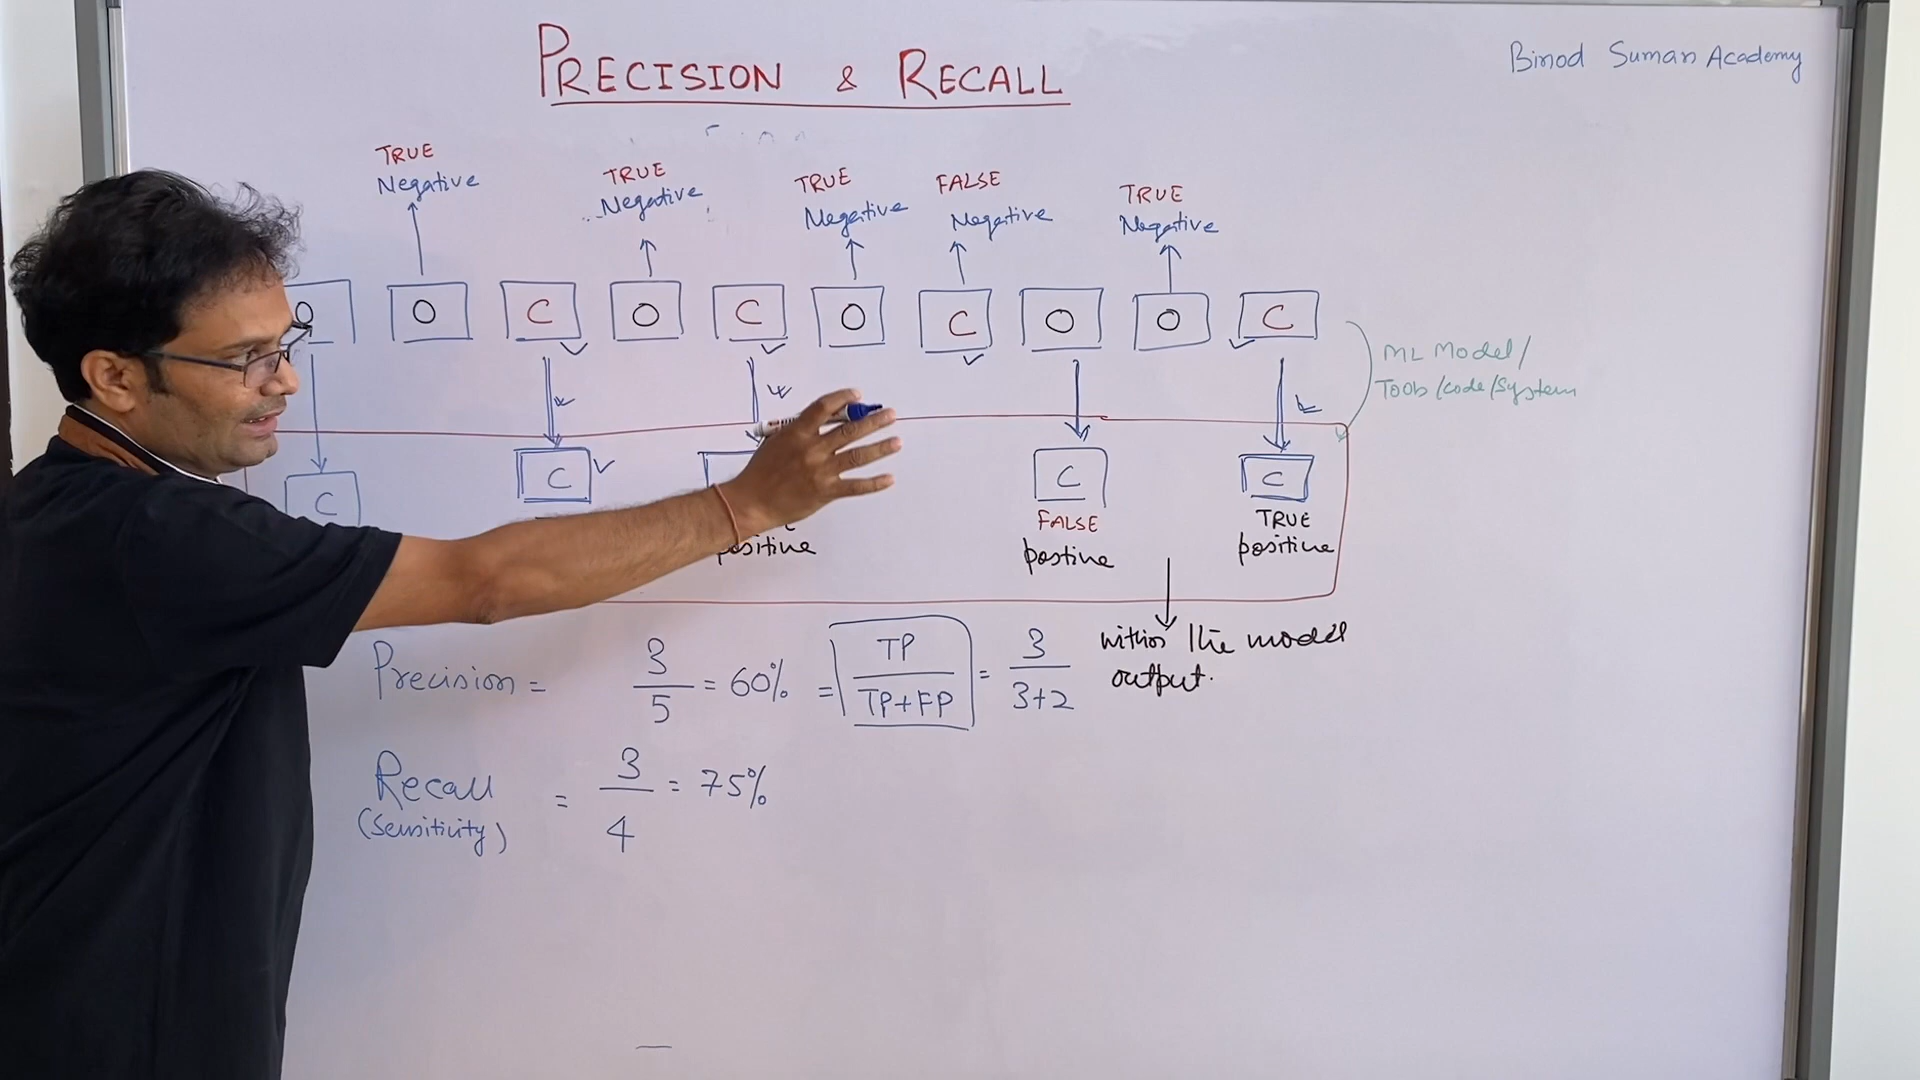 PRECISION & RECALL
Binod Suman Academy
TRUE
Negative
TRUE
Negative
TRUE
Negative
FALSE
Negative
TRUE
Negative
O O C O C O C O O C
ML Model/
Tools/code/System
C C C C
FALSE
postive
TRUE
positive
positive
Precision = 3/5 = 60% = TP/TP+FP = 3/3+2
within the model
output.
Recall = 3/4 = 75%
(Sensitivity)